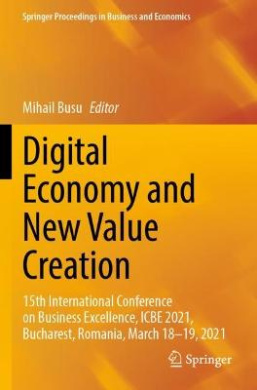 Springer Proceedings in Business and Economics
Mihail Busu Editor
Digital
Economy and
New Value
Creation
15th International Conference
on Business Excellence, ICBE 2021,
Bucharest, Romania, March 18–19, 2021
Springer